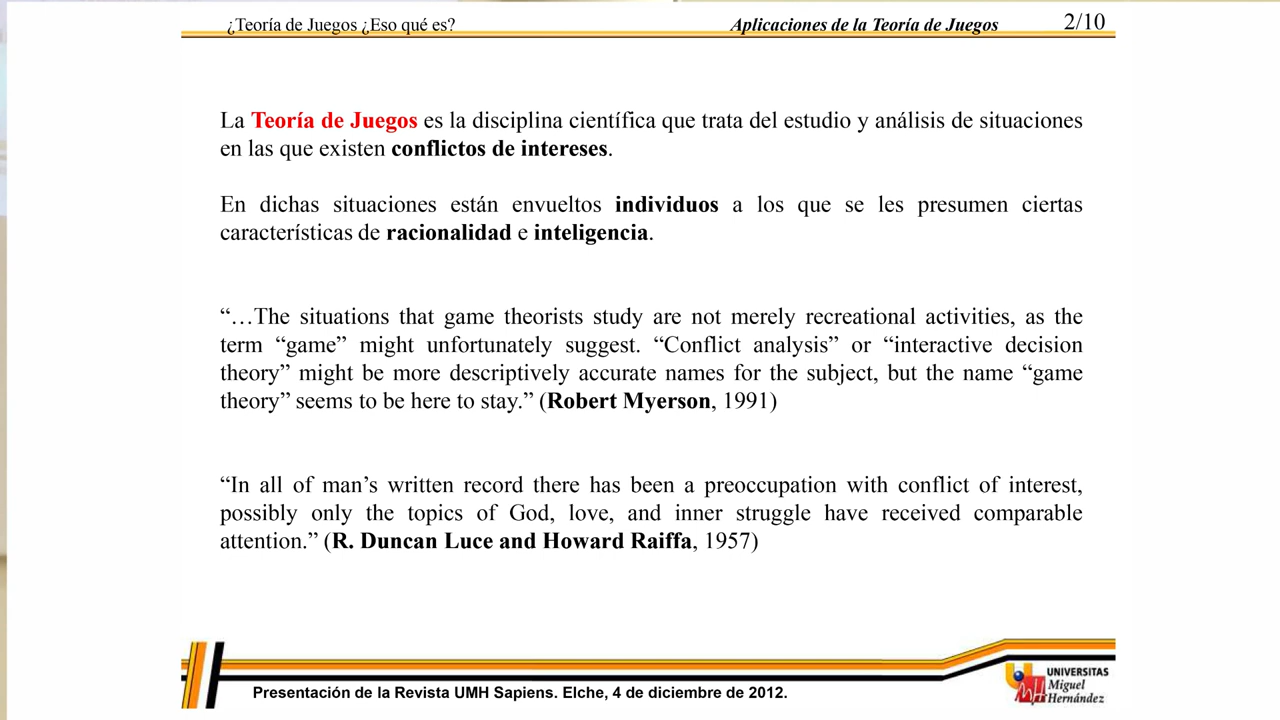 ¿Teoría de Juegos ¿Eso qué es?
Aplicaciones de la Teoría de Juegos
2/10
La Teoría de Juegos es la disciplina científica que trata del estudio y análisis de situaciones
en las que existen conflictos de intereses.
En dichas situaciones están envueltos individuos a los que se les presumen ciertas
características de racionalidad e inteligencia.
“…The situations that game theorists study are not merely recreational activities, as the
term “game” might unfortunately suggest. “Conflict analysis” or “interactive decision
theory” might be more descriptively accurate names for the subject, but the name “game
theory” seems to be here to stay.” (Robert Myerson, 1991)
“In all of man’s written record there has been a preoccupation with conflict of interest,
possibly only the topics of God, love, and inner struggle have received comparable
attention.” (R. Duncan Luce and Howard Raiffa, 1957)
Presentación de la Revista UMH Sapiens. Elche, 4 de diciembre de 2012.
UNIVERSITAS
Miguel
Hernández